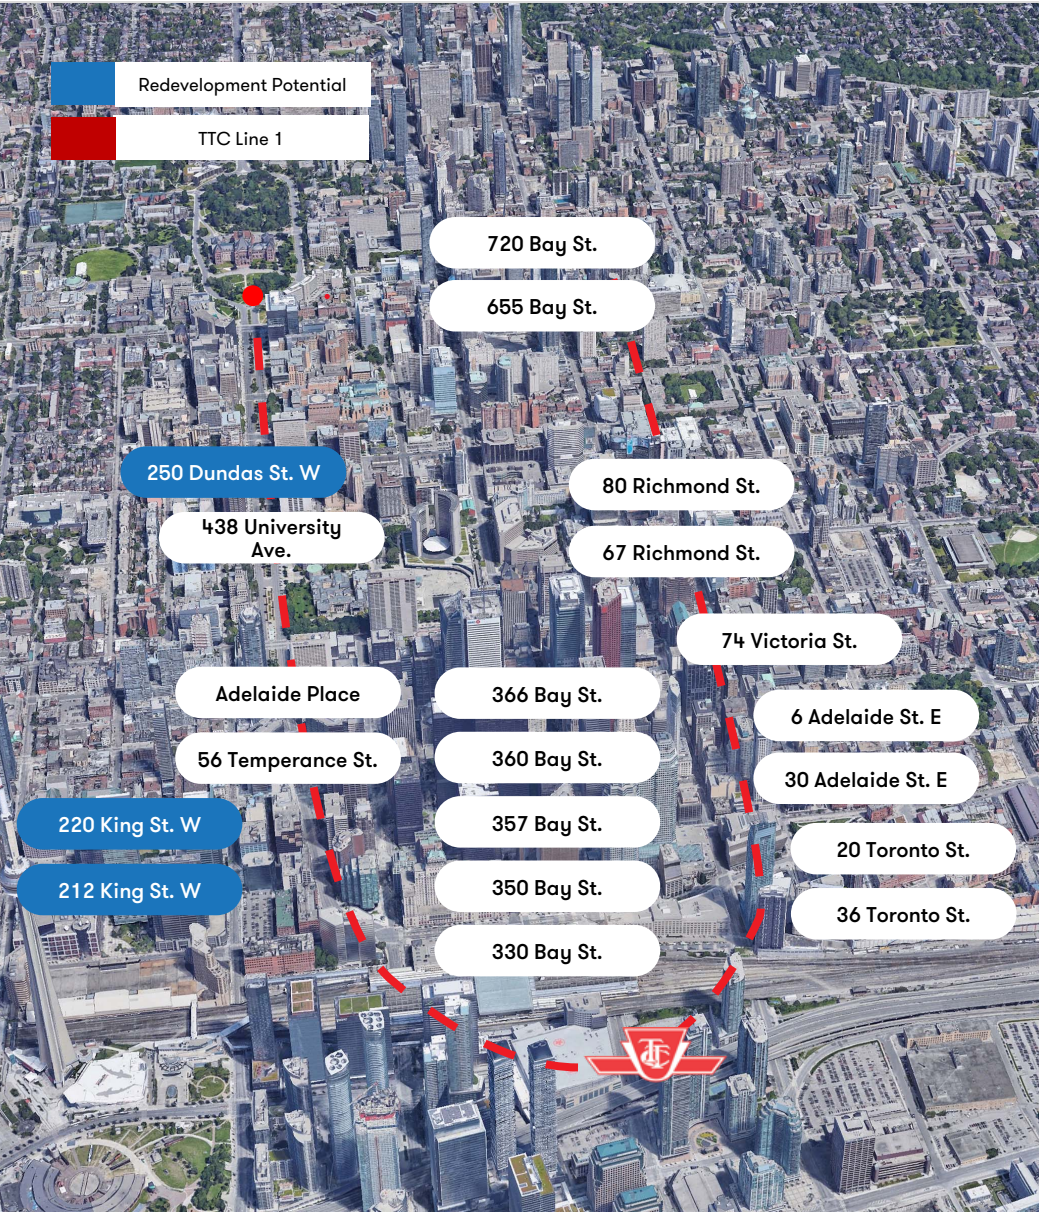 Redevelopment Potential
TTC Line 1
720 Bay St.
655 Bay St.
250 Dundas St. W
80 Richmond St.
438 University
Ave.
67 Richmond St.
74 Victoria St.
Adelaide Place
366 Bay St.
6 Adelaide St. E
56 Temperance St.
360 Bay St.
30 Adelaide St. E
220 King St. W
357 Bay St.
20 Toronto St.
212 King St. W
350 Bay St.
36 Toronto St.
330 Bay St.
TTC